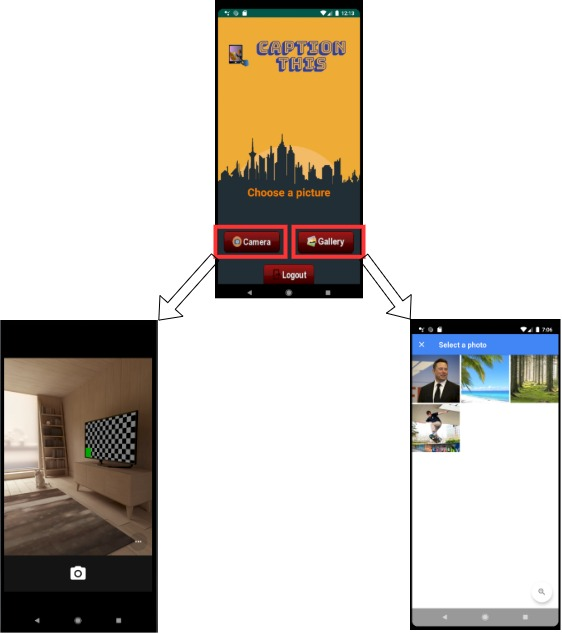 12:13
CAPTION
THIS
Choose a picture
Camera
Gallery
Logout
7:06
Select a photo